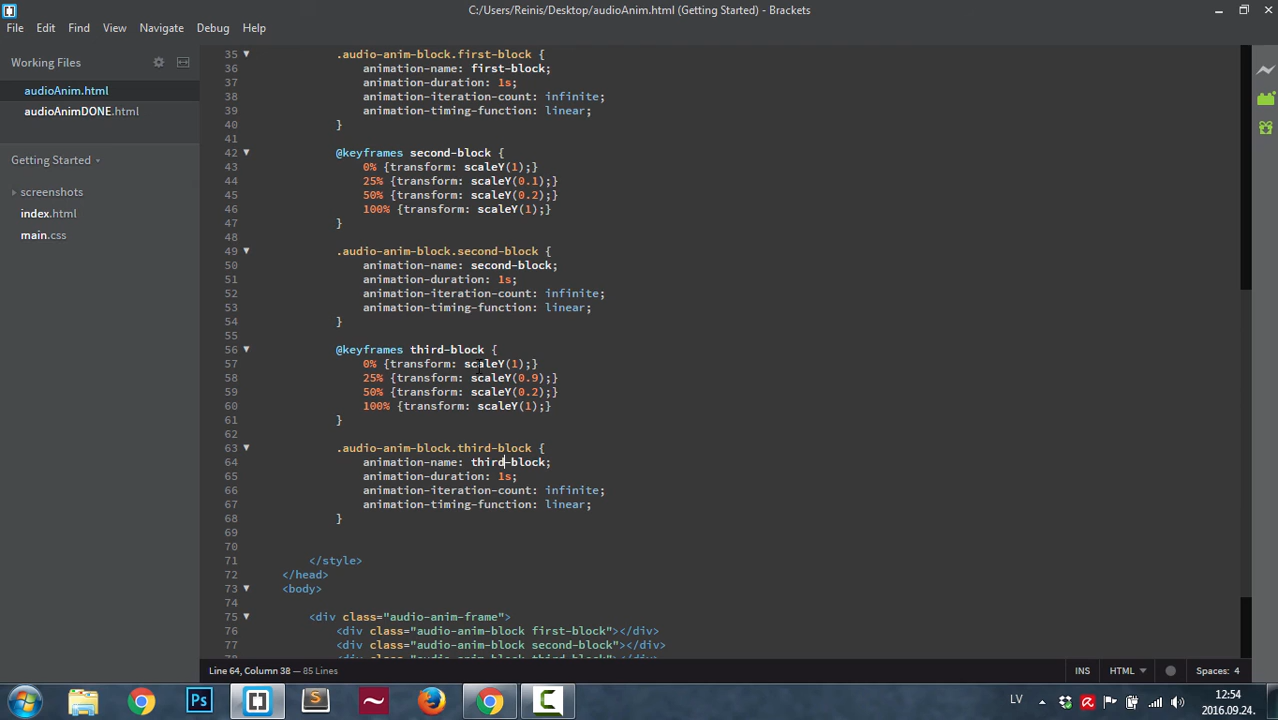 C:/Users/Reinis/Desktop/audioAnim.html (Getting Started) - Brackets
File Edit Find View Navigate Debug Help
Working Files
audioAnim.html
audioAnimDONE.html
Getting Started
screenshots
index.html
main.css
35 .audio-anim-block.first-block {
36 animation-name: first-block;
37 animation-duration: 1s;
38 animation-iteration-count: infinite;
39 animation-timing-function: linear;
40 }
41
42 @keyframes second-block {
43 0% {transform: scaleY(1);}
44 25% {transform: scaleY(0.1);}
45 50% {transform: scaleY(0.2);}
46 100% {transform: scaleY(1);}
47 }
48
49 .audio-anim-block.second-block {
50 animation-name: second-block;
51 animation-duration: 1s;
52 animation-iteration-count: infinite;
53 animation-timing-function: linear;
54 }
55
56 @keyframes third-block {
57 0% {transform: scaleY(1);}
58 25% {transform: scaleY(0.9);}
59 50% {transform: scaleY(0.2);}
60 100% {transform: scaleY(1);}
61 }
62
63 .audio-anim-block.third-block {
64 animation-name: third-block;
65 animation-duration: 1s;
66 animation-iteration-count: infinite;
67 animation-timing-function: linear;
68 }
69
70
71 </style>
72 </head>
73 <body>
74
75 <div class="audio-anim-frame">
76 <div class="audio-anim-block first-block"></div>
77 <div class="audio-anim-block second-block"></div>
78 <div class="audio-anim-block third-block"></div>
Line 64, Column 38 — 85 Lines
INS HTML Spaces: 4
Ps
LV
12:54
2016.09.24.